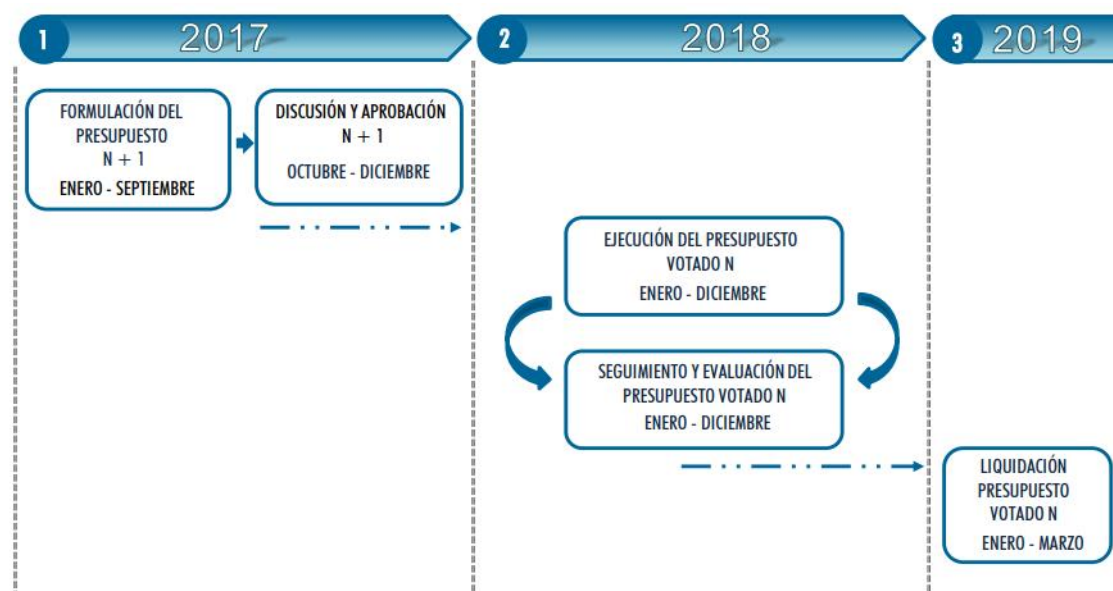 1
2017
2
2018
3
2019
FORMULACIÓN DEL
PRESUPUESTO
N + 1
ENERO - SEPTIEMBRE
DISCUSIÓN Y APROBACIÓN
N + 1
OCTUBRE - DICIEMBRE
EJECUCIÓN DEL PRESUPUESTO
VOTADO N
ENERO - DICIEMBRE
SEGUIMIENTO Y EVALUACIÓN DEL
PRESUPUESTO VOTADO N
ENERO - DICIEMBRE
LIQUIDACIÓN
PRESUPUESTO
VOTADO N
ENERO - MARZO